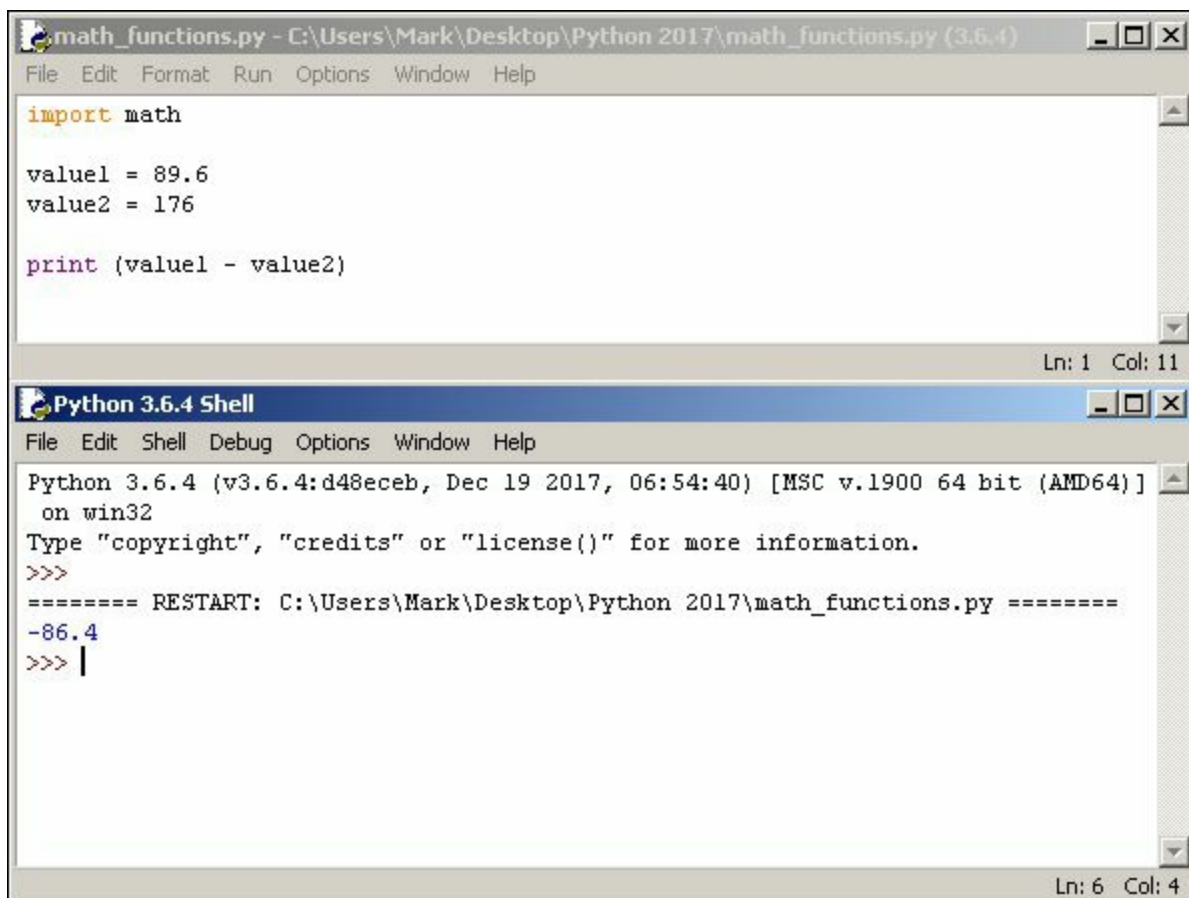 math_functions.py - C:\Users\Mark\Desktop\Python 2017\math_functions.py (3.6.4)
File Edit Format Run Options Window Help
import math
value1 = 89.6
value2 = 176
print (value1 - value2)
Ln: 1 Col: 11
Python 3.6.4 Shell
File Edit Shell Debug Options Window Help
Python 3.6.4 (v3.6.4:d48eceb, Dec 19 2017, 06:54:40) [MSC v.1900 64 bit (AMD64)]
on win32
Type "copyright", "credits" or "license()" for more information.
>>>
======== RESTART: C:\Users\Mark\Desktop\Python 2017\math_functions.py ========
-86.4
>>>
Ln: 6 Col: 4